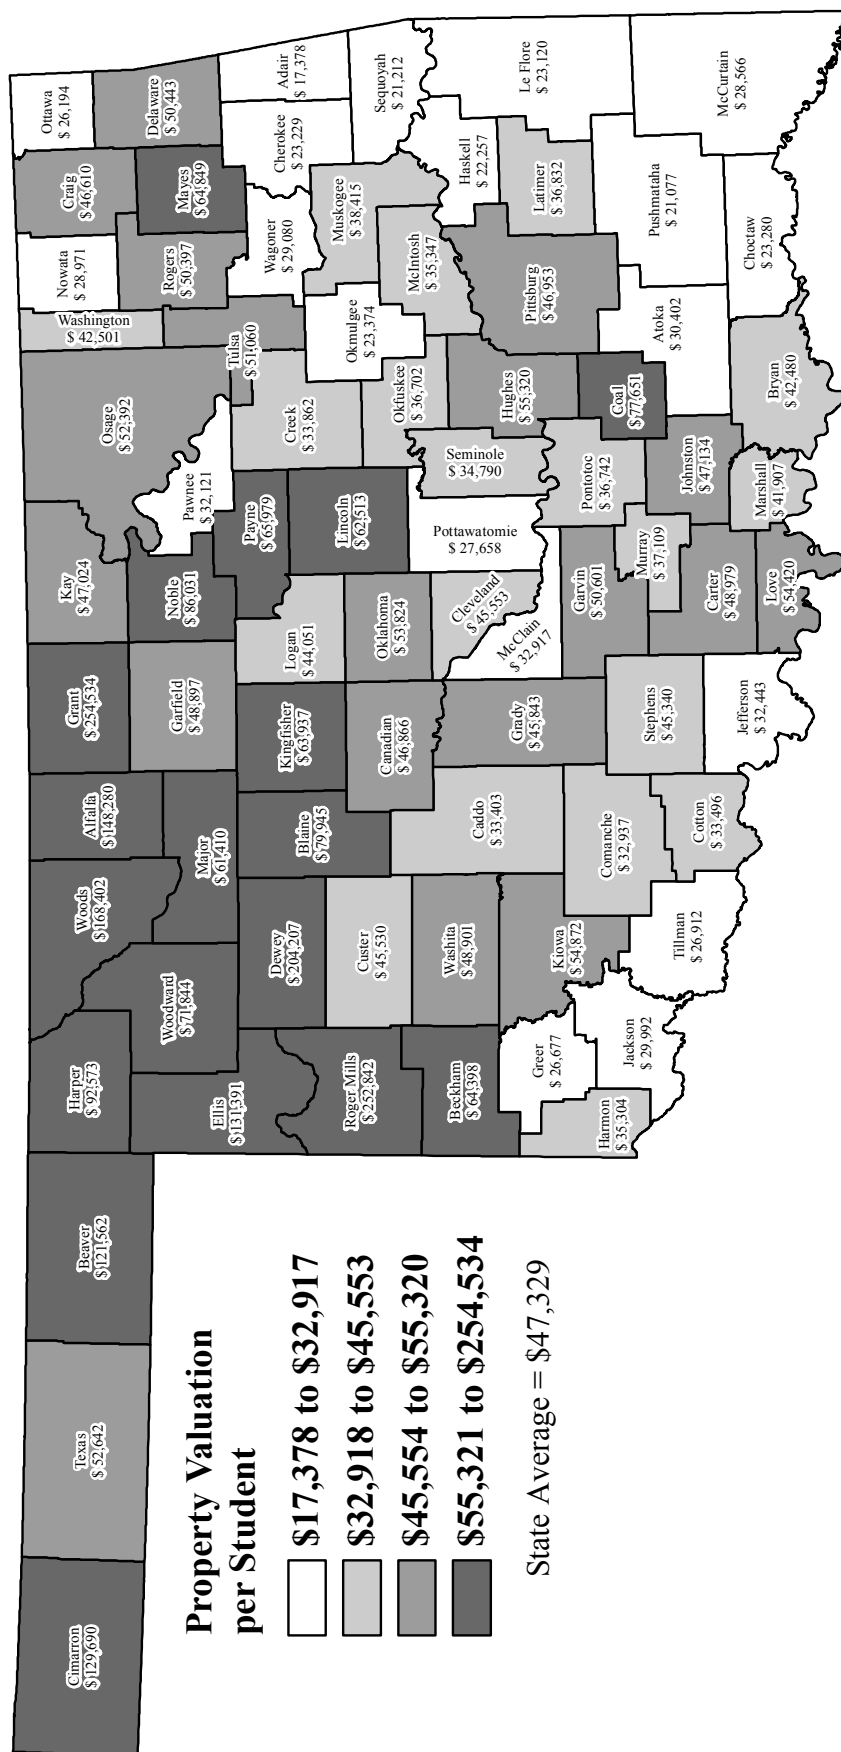 Cimarron
$129,690
Texas
$ 52,642
Beaver
$121,562
Harper
$ 92,573
Woods
$168,402
Alfalfa
$148,280
Grant
$254,534
Kay
$ 47,024
Osage
$ 52,392
Washington
$ 42,501
Nowata
$ 28,971
Craig
$ 46,610
Ottawa
$ 26,194
Delaware
$ 50,443
Mayes
$ 64,849
Rogers
$ 50,397
Tulsa
$ 51,060
Pawnee
$ 32,121
Noble
$ 86,031
Garfield
$ 48,897
Major
$ 61,410
Woodward
$ 71,844
Ellis
$131,391
Dewey
$ 204,207
Blaine
$ 79,945
Kingfisher
$ 63,937
Logan
$ 44,051
Payne
$ 65,979
Creek
$ 33,862
Wagoner
$ 29,080
Cherokee
$ 23,229
Adair
$ 17,378
Sequoyah
$ 21,212
Muskogee
$ 38,415
Okmulgee
$ 23,374
Okfuskee
$ 36,702
Lincoln
$ 62,513
Oklahoma
$ 53,824
Canadian
$ 46,866
Custer
$ 45,530
Roger Mills
$ 252,842
Beckham
$ 64,398
Washita
$ 48,901
Caddo
$ 33,403
Grady
$ 45,843
McClain
$ 32,917
Cleveland
$ 45,553
Pottawatomie
$ 27,658
Seminole
$ 34,790
Hughes
$ 55,320
McIntosh
$ 35,347
Haskell
$ 22,257
Le Flore
$ 23,120
Latimer
$ 36,832
Pittsburg
$ 46,953
Coal
$ 77,651
Pontotoc
$ 36,742
Garvin
$ 50,601
Murray
$ 37,109
Stephens
$ 45,340
Comanche
$ 32,937
Kiowa
$ 54,872
Greer
$ 26,677
Harmon
$ 35,304
Jackson
$ 29,992
Tillman
$ 26,912
Cotton
$ 33,496
Jefferson
$ 32,443
Carter
$ 48,979
Love
$ 54,420
Johnston
$ 47,134
Marshall
$ 41,907
Bryan
$ 42,480
Atoka
$ 30,402
Pushmataha
$ 21,077
Choctaw
$ 23,280
McCurtain
$ 28,566
Property Valuation
per Student
$17,378 to $32,917
$32,918 to $45,553
$45,554 to $55,320
$55,321 to $254,534
State Average = $47,329